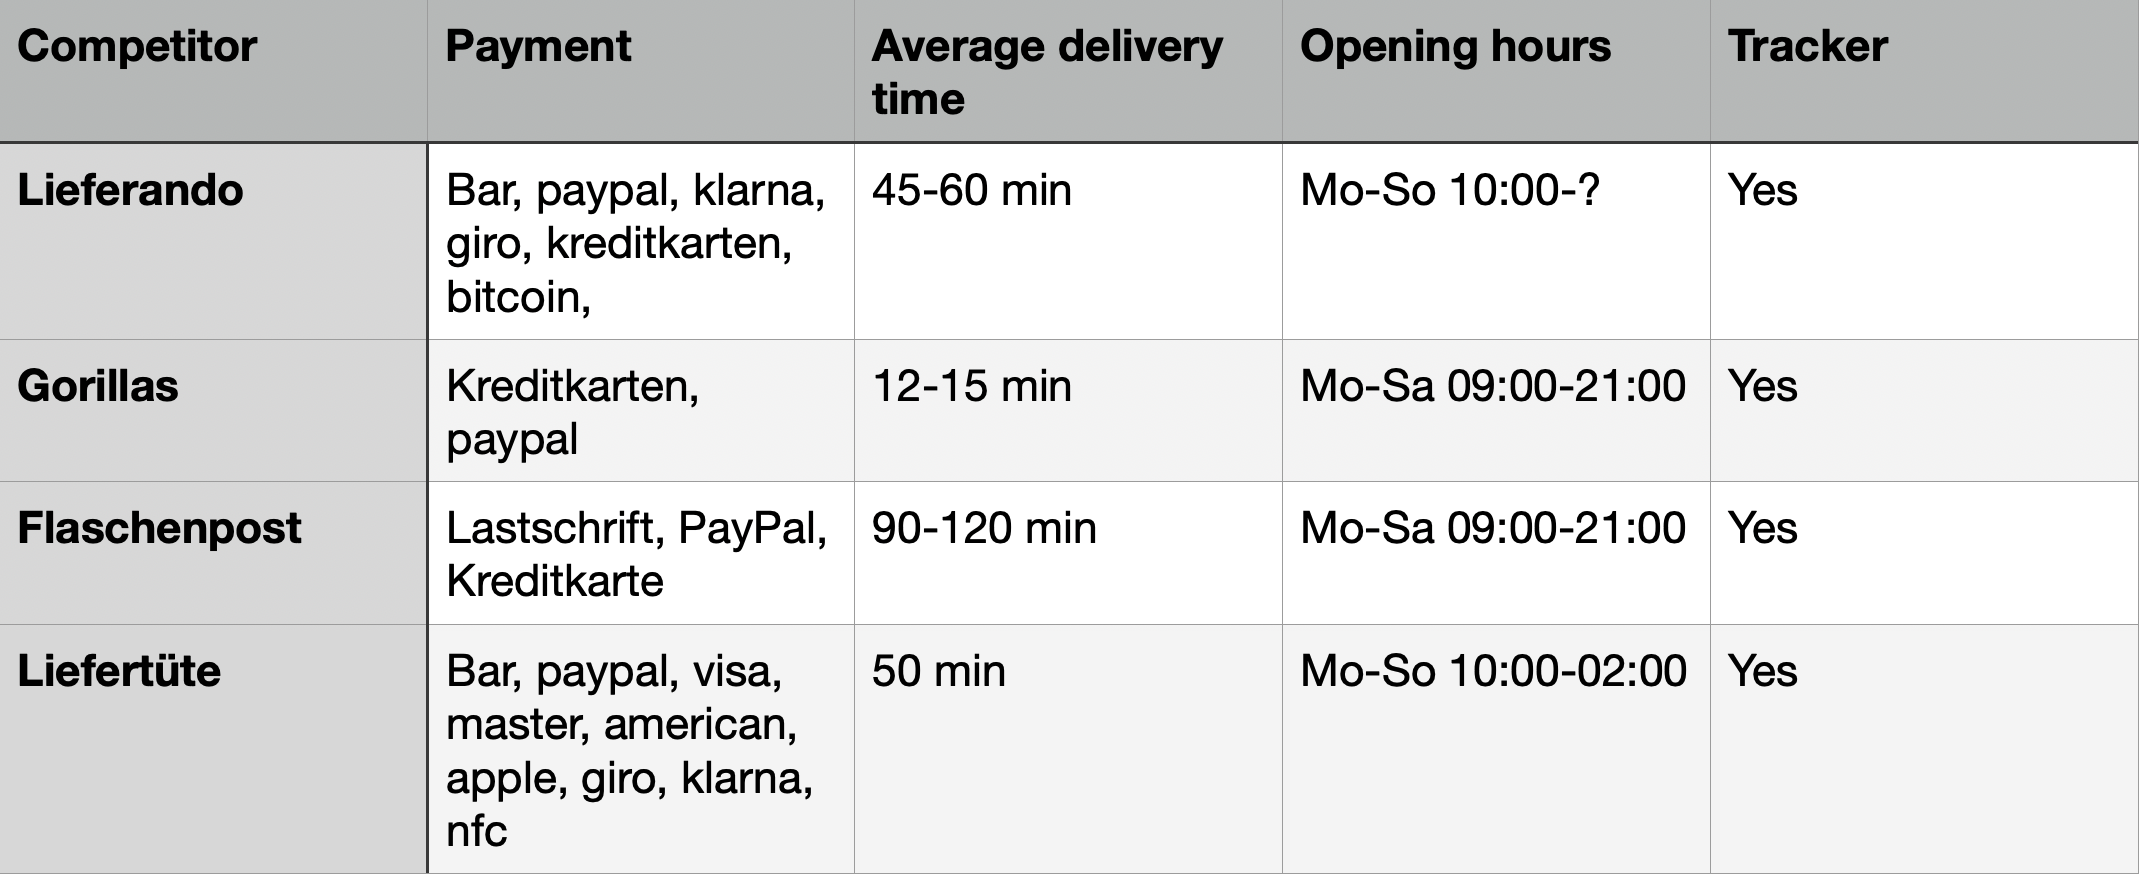 Competitor
Payment
Average delivery
time
Opening hours
Tracker
Lieferando
Bar, paypal, klarna,
giro, kreditkarten,
bitcoin,
45-60 min
Mo-So 10:00-?
Yes
Gorillas
Kreditkarten,
paypal
12-15 min
Mo-Sa 09:00-21:00
Yes
Flaschenpost
Lastschrift, PayPal,
Kreditkarte
90-120 min
Mo-Sa 09:00-21:00
Yes
Liefertüte
Bar, paypal, visa,
master, american,
apple, giro, klarna,
nfc
50 min
Mo-So 10:00-02:00
Yes